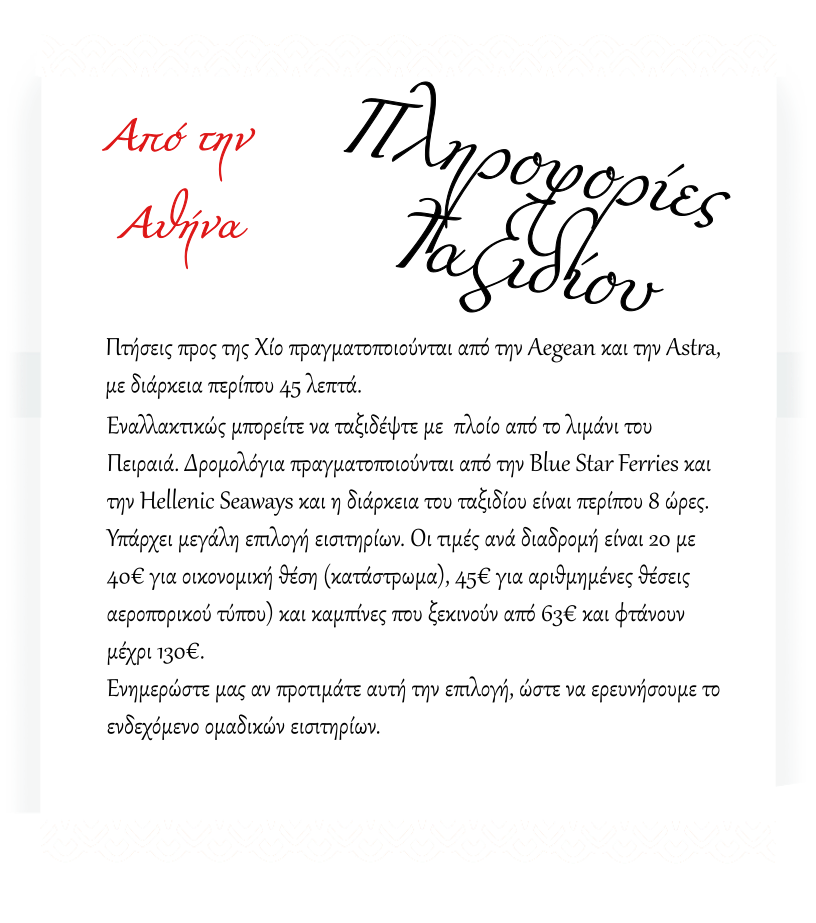 Από την
Αθήνα
Πληροφορίες
Ταξιδίου
Πτήσεις προς της Χίο πραγματοποιούνται από την Aegean και την Astra,
με διάρκεια περίπου 45 λεπτά.
Εναλλακτικώς μπορείτε να ταξιδέψτε με πλοίο από το λιμάνι του
Πειραιά. Δρομολόγια πραγματοποιούνται από την Blue Star Ferries και
την Hellenic Seaways και η διάρκεια του ταξιδίου είναι περίπου 8 ώρες.
Υπάρχει μεγάλη επιλογή εισιτηρίων. Οι τιμές ανά διαδρομή είναι 20 με
40€ για οικονομική θέση (κατάστρωμα), 45€ για αριθμημένες θέσεις
αεροπορικού τύπου) και καμπίνες που ξεκινούν από 63€ και φτάνουν
μέχρι 130€.
Ενημερώστε μας αν προτιμάτε αυτή την επιλογή, ώστε να ερευνήσουμε το
ενδεχόμενο ομαδικών εισιτηρίων.